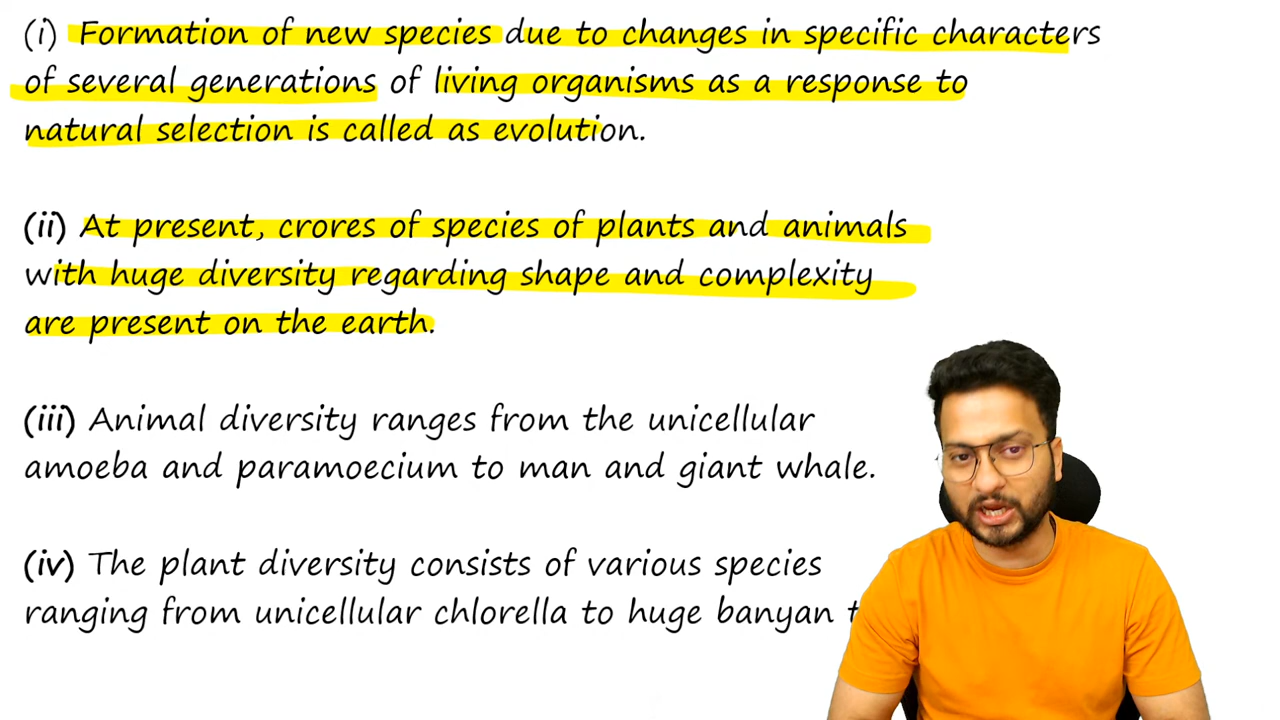 (i) Formation of new species due to changes in specific characters
of several generations of living organisms as a response to
natural selection is called as evolution.
(ii) At present, crores of species of plants and animals
with huge diversity regarding shape and complexity
are present on the earth.
(iii) Animal diversity ranges from the unicellular
amoeba and paramoecium to man and giant whale.
(iv) The plant diversity consists of various species
ranging from unicellular chlorella to huge banyan